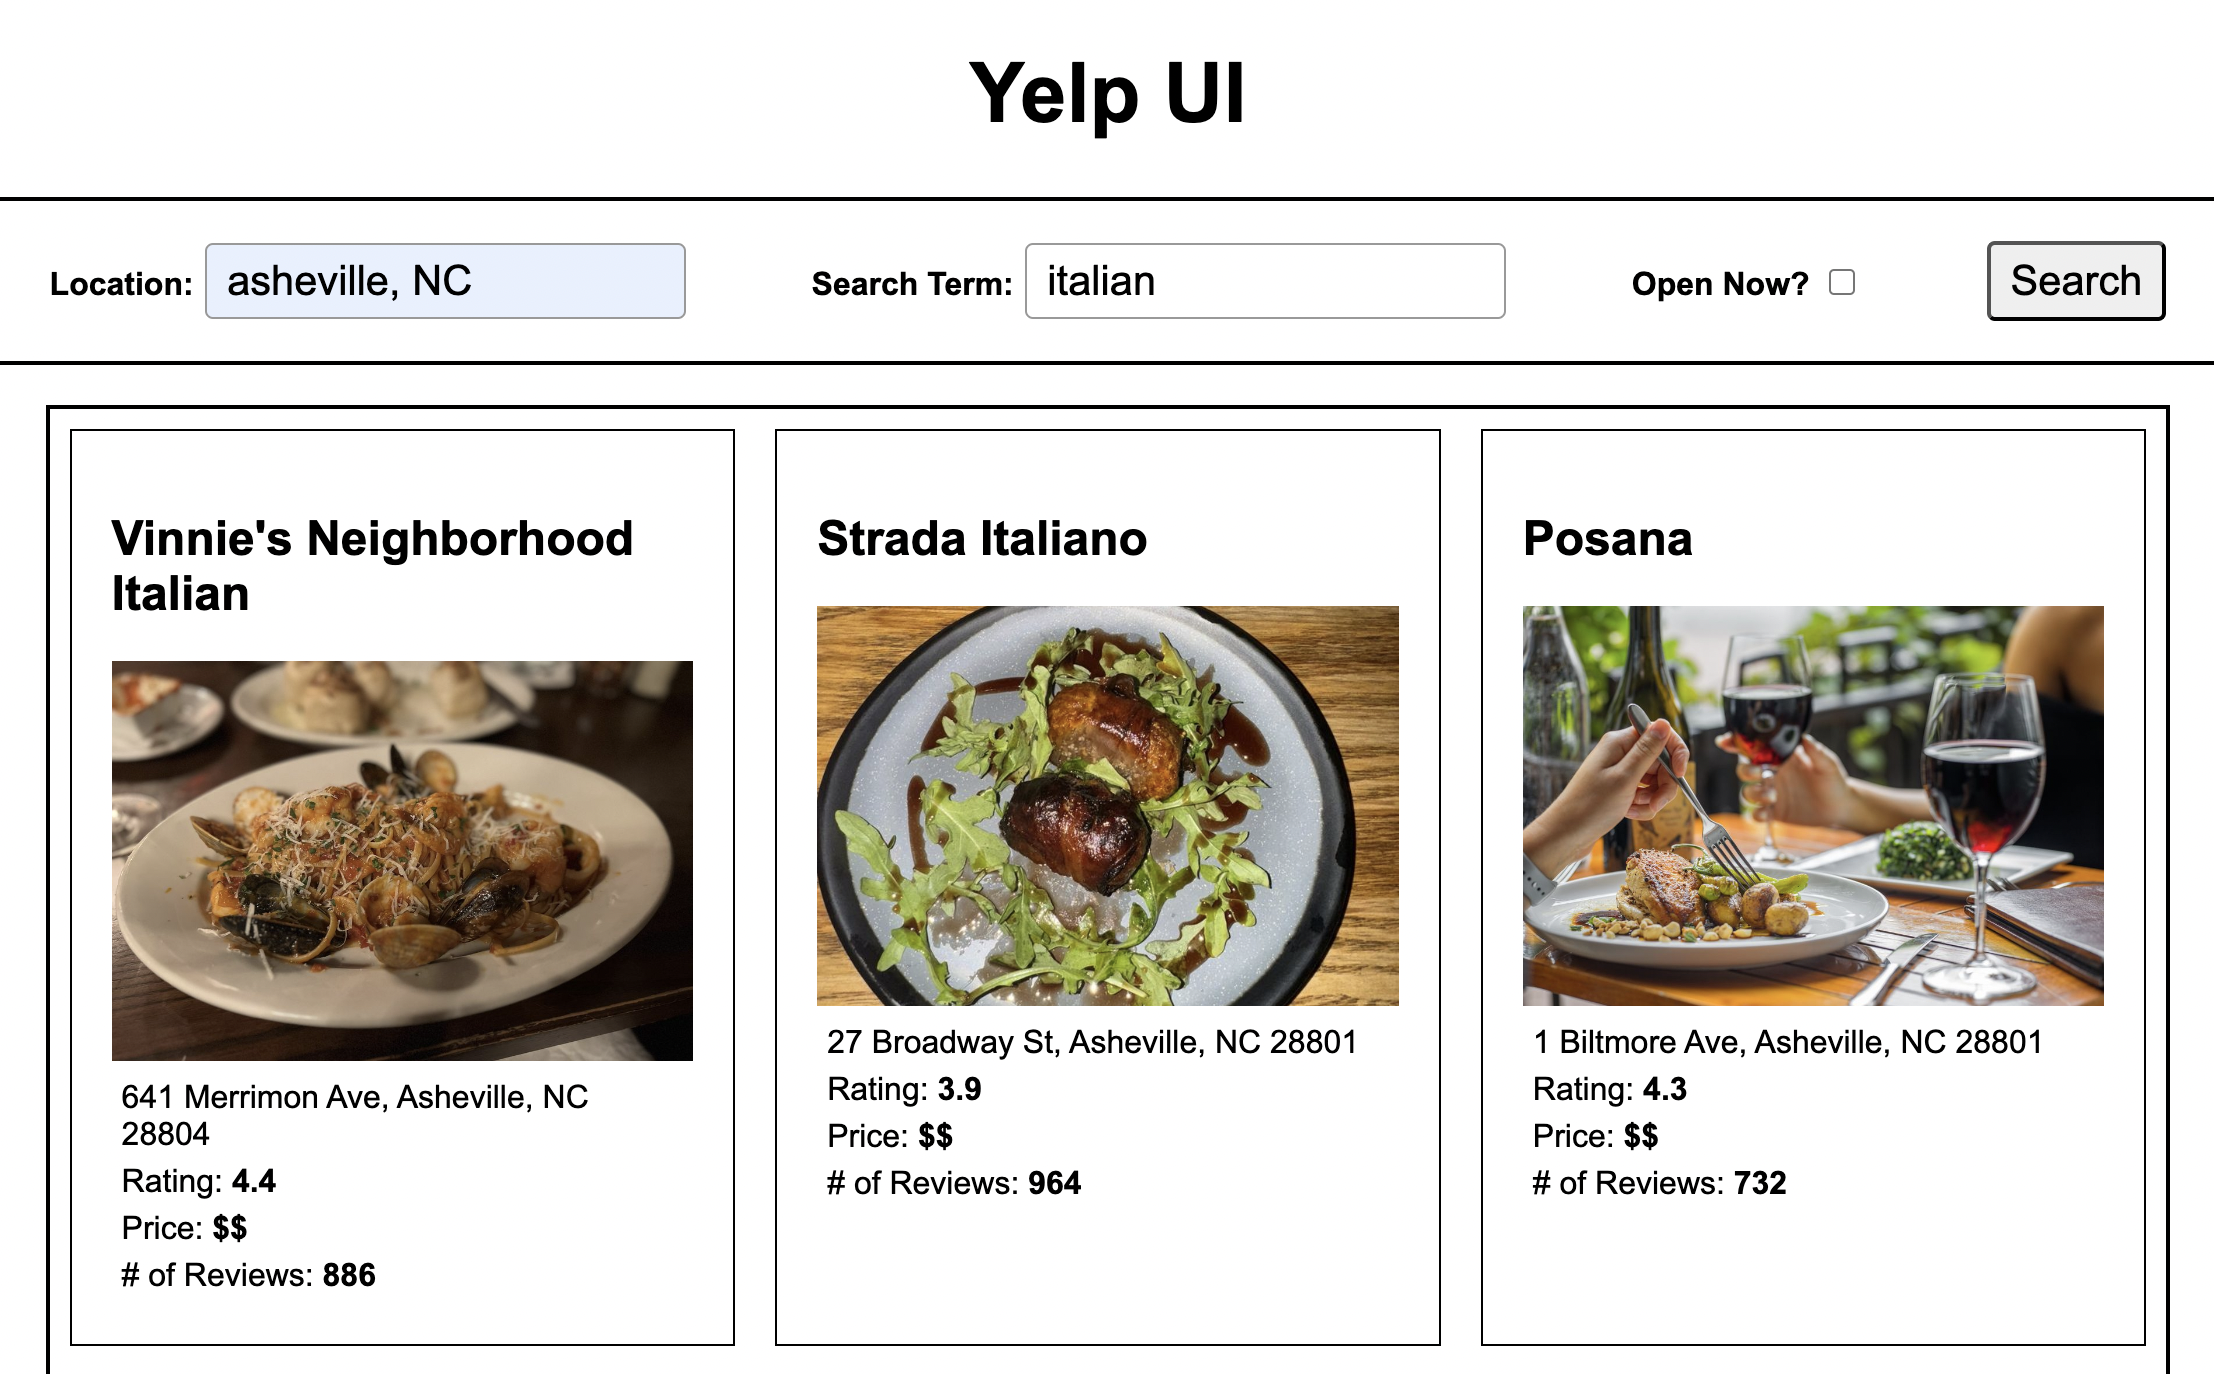 Yelp UI
Location: asheville, NC Search Term: italian Open Now? Search
Vinnie's Neighborhood
Italian
641 Merrimon Ave, Asheville, NC
28804
Rating: 4.4
Price: $$
# of Reviews: 886
Strada Italiano
27 Broadway St, Asheville, NC 28801
Rating: 3.9
Price: $$
# of Reviews: 964
Posana
1 Biltmore Ave, Asheville, NC 28801
Rating: 4.3
Price: $$
# of Reviews: 732